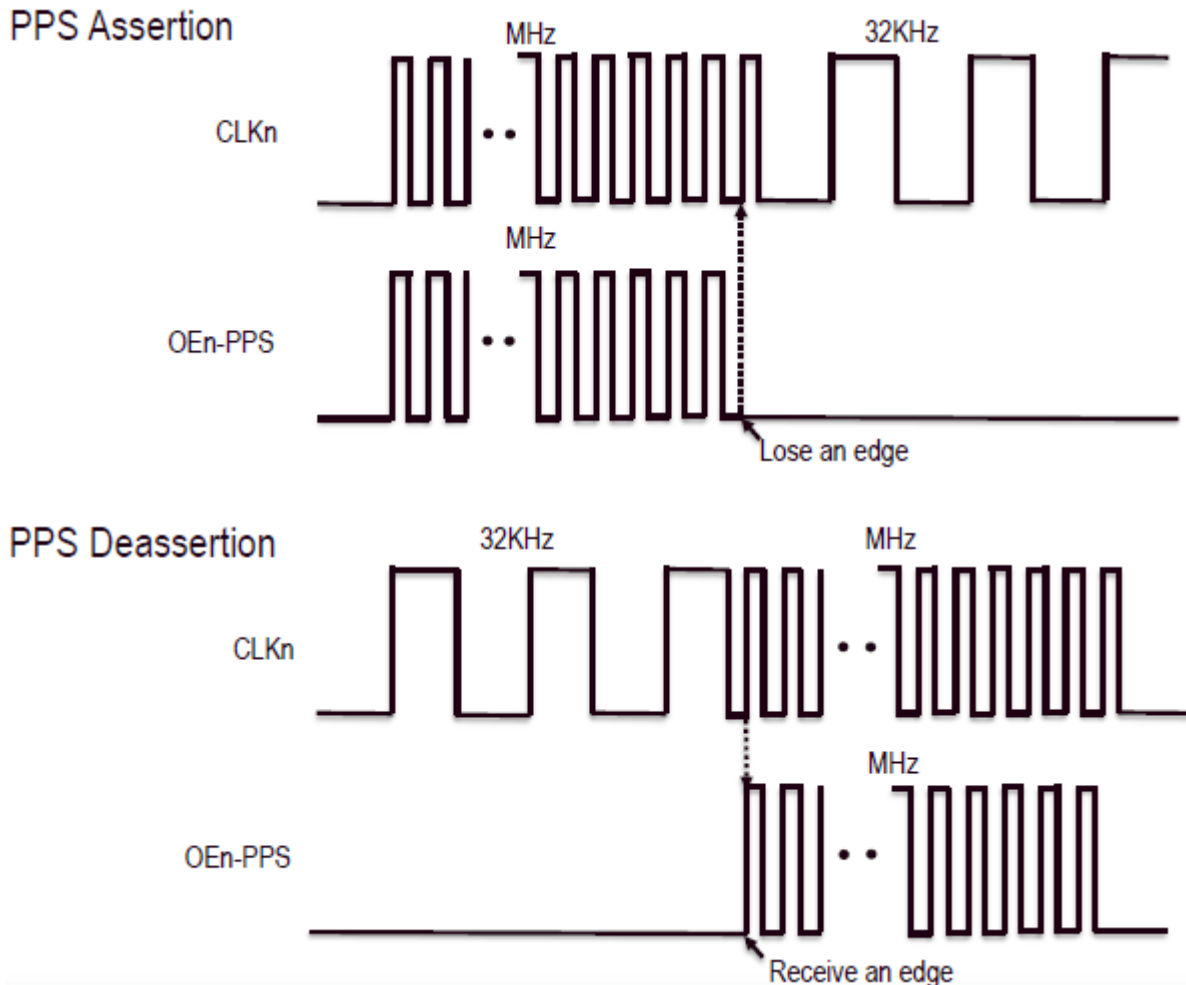 PPS Assertion
MHz
32KHz
CLKn
MHz
OEn-PPS
Lose an edge
PPS Deassertion
32KHz
MHz
CLKn
MHz
OEn-PPS
Receive an edge